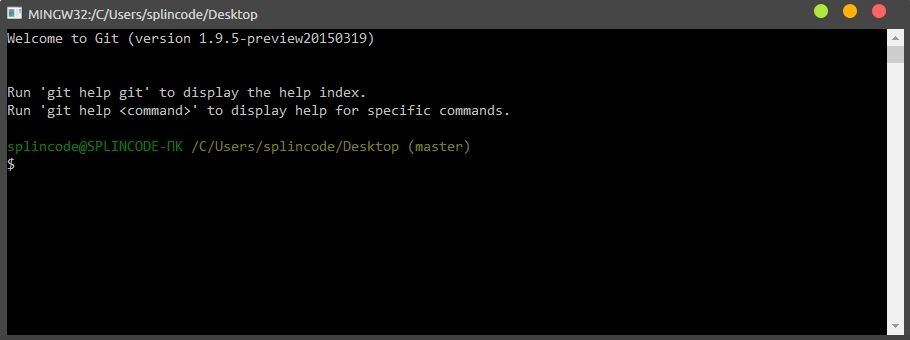 MINGW32:/C/Users/splincode/Desktop
Welcome to Git (version 1.9.5-preview20150319)
Run 'git help git' to display the help index.
Run 'git help <command>' to display help for specific commands.
splincode@SPLINCODE-ПК /C/Users/splincode/Desktop (master)
$